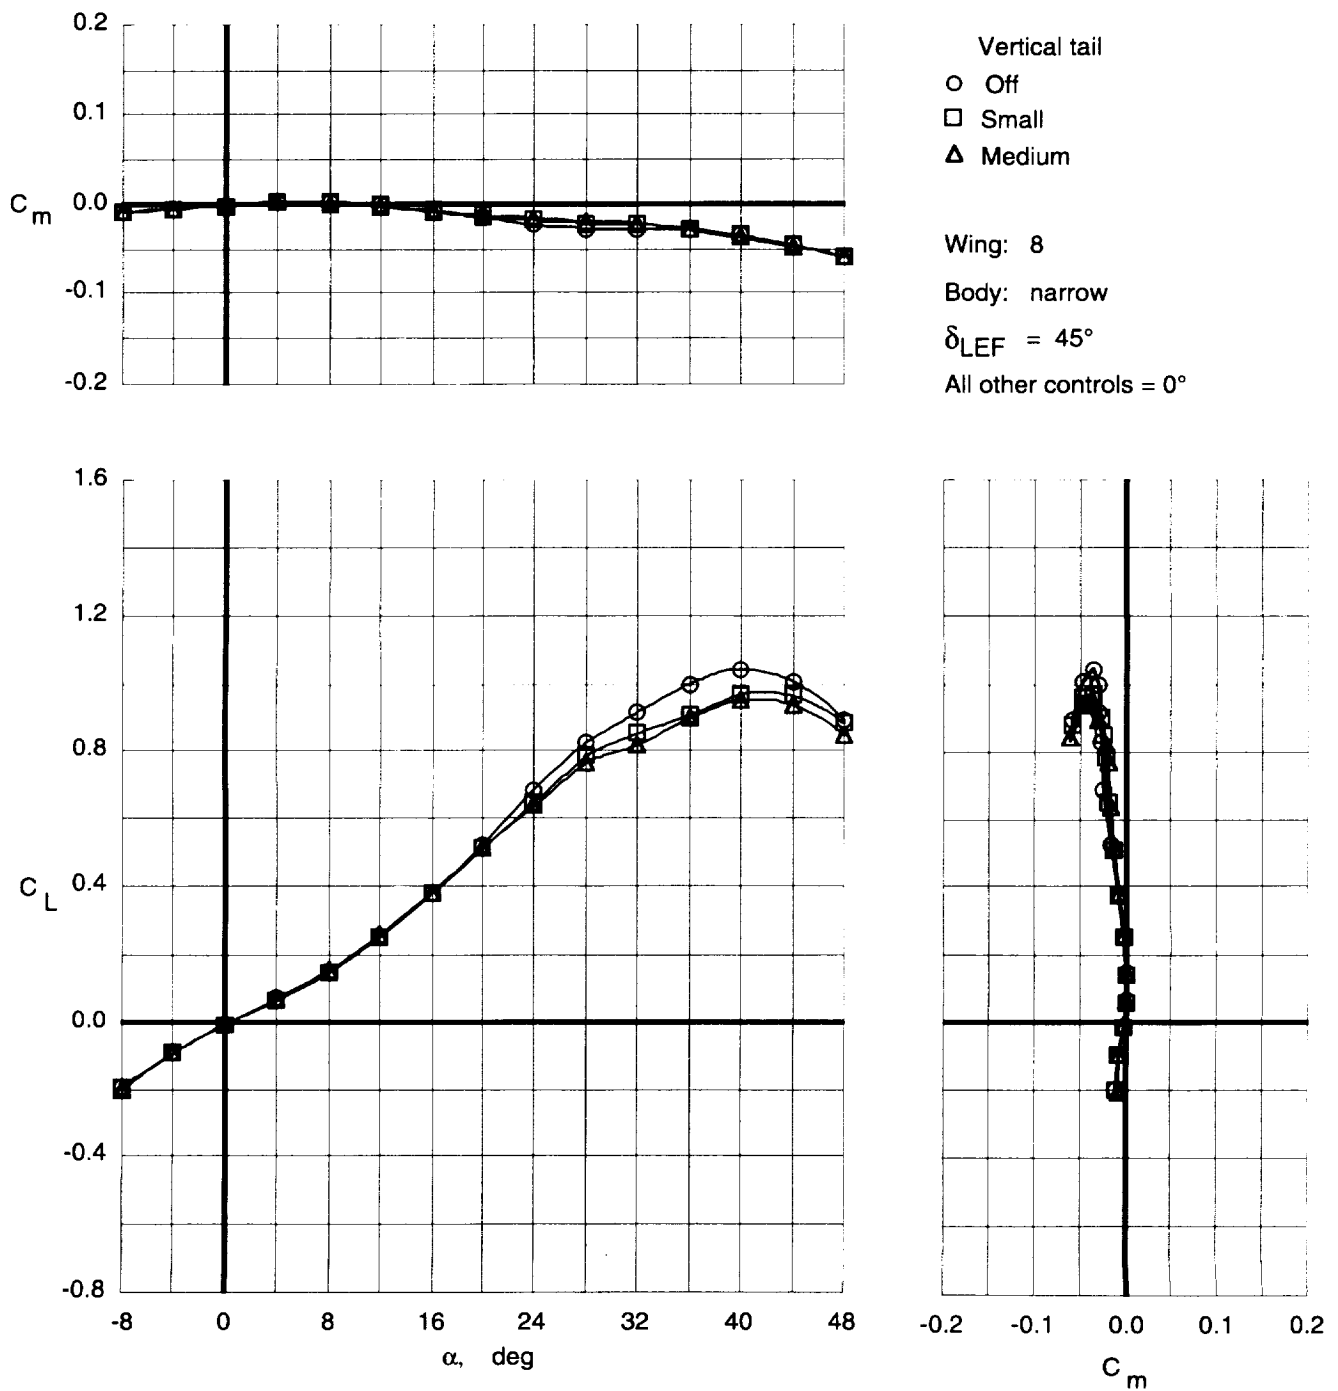 0.2
0.1
C m 0.0
-0.1
-0.2
Vertical tail
Off
Small
Medium
Wing: 8
Body: narrow
δLEF = 45°
All other controls = 0°
1.6
1.2
0.8
C L 0.4
0.0
-0.4
-0.8
-8 0 8 16 24 32 40 48
α, deg
-0.2 -0.1 0.0 0.1 0.2
C m